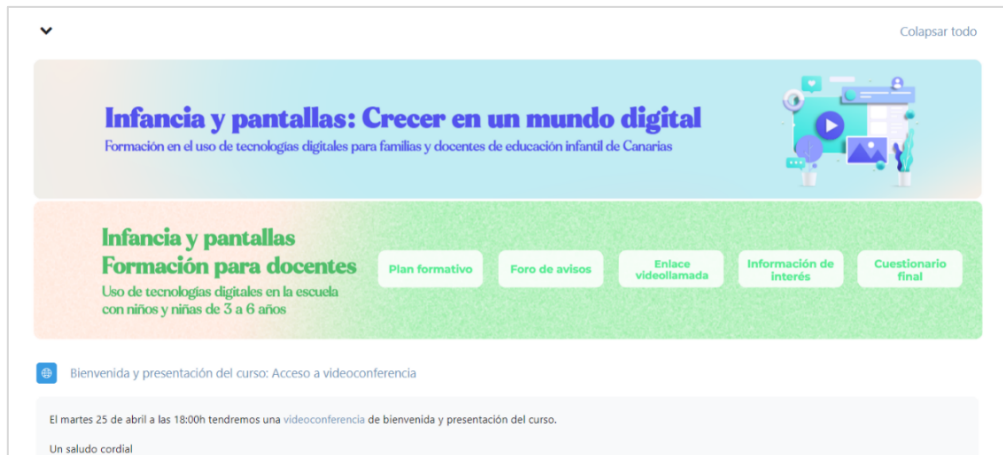 Colapsar todo
Infancia y pantallas: Crecer en un mundo digital
Formación en el uso de tecnologías digitales para familias y docentes de educación infantil de Canarias
Infancia y pantallas
Formación para docentes
Uso de tecnologías digitales en la escuela
con niños y niñas de 3 a 6 años
Plan formativo
Foro de avisos
Enlace
videollamada
Información de
interés
Cuestionario
final
Bienvenida y presentación del curso: Acceso a videoconferencia
El martes 25 de abril a las 18:00h tendremos una videoconferencia de bienvenida y presentación del curso.
Un saludo cordial